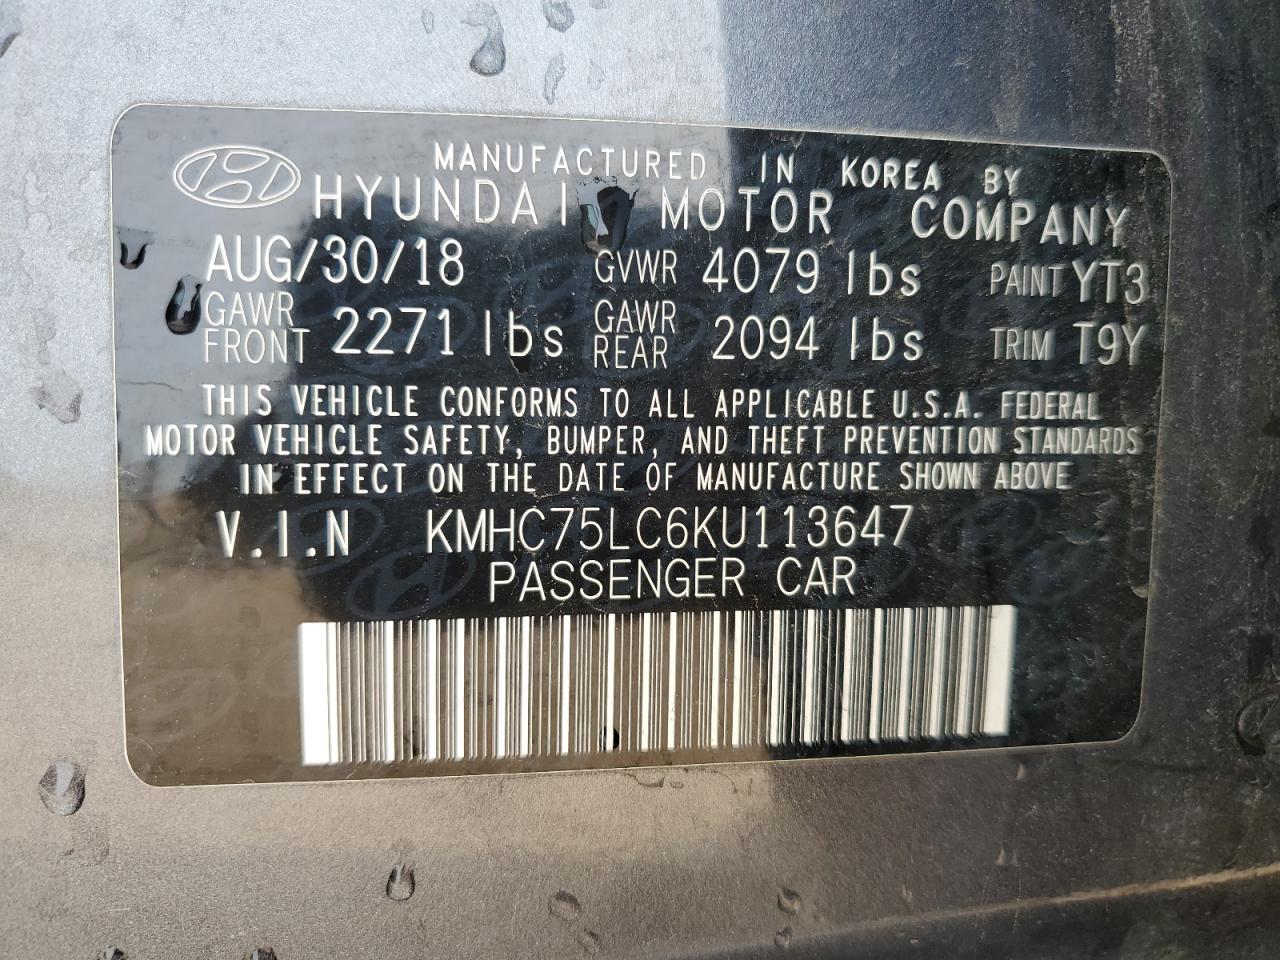 MANUFACTURED IN KOREA BY
HYUNDAI MOTOR COMPANY
AUG/30/18 GVWR 4079 lbs PAINT YT3
GAWR FRONT 2271 lbs GAWR REAR 2094 lbs TRIM T9Y
THIS VEHICLE CONFORMS TO ALL APPLICABLE U.S.A. FEDERAL
MOTOR VEHICLE SAFETY, BUMPER, AND THEFT PREVENTION STANDARDS
IN EFFECT ON THE DATE OF MANUFACTURE SHOWN ABOVE
V.I.N KMHC75LC6KU113647
PASSENGER CAR